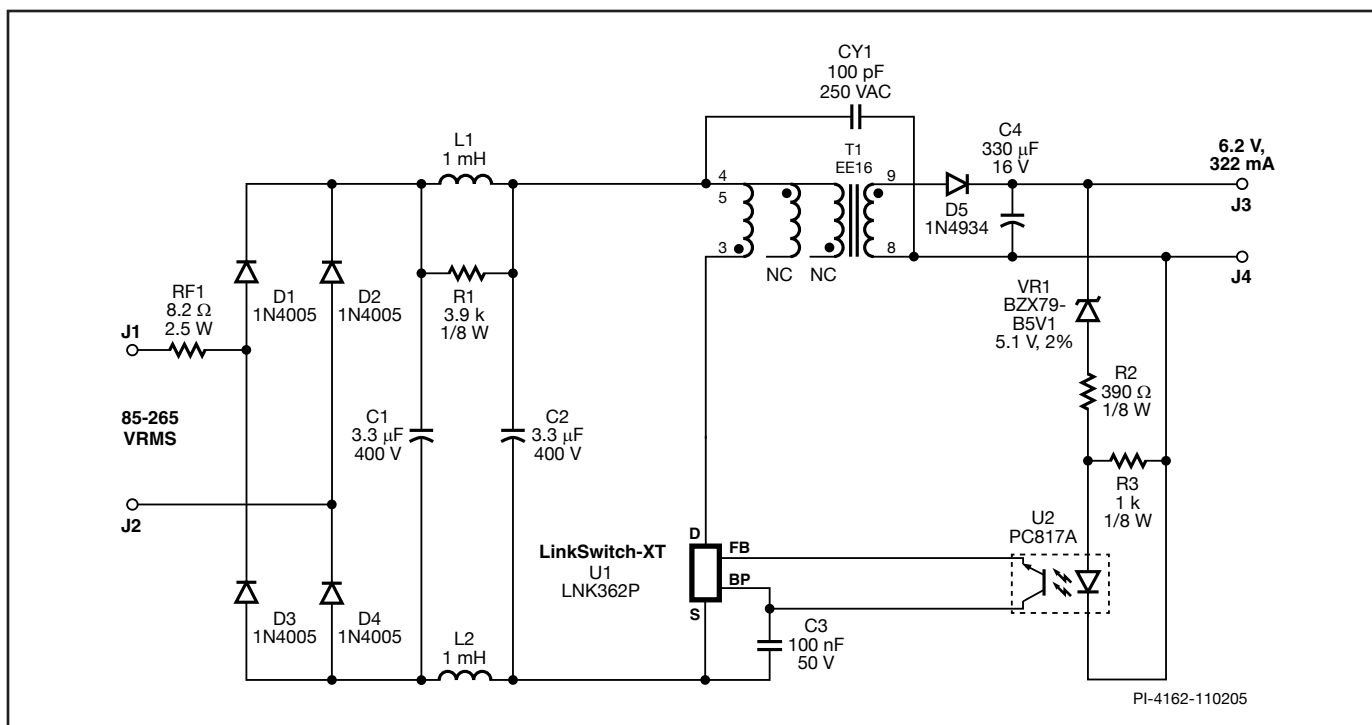 CY1
100 pF
250 VAC
L1
1 mH
T1
EE16
C4
330 μF
16 V
6.2 V,
322 mA
J3
4
5
3
9
8
D5
1N4934
J4
NC
NC
D1
1N4005
D2
1N4005
R1
3.9 k
1/8 W
RF1
8.2 Ω
2.5 W
J1
VR1
BZX79-
B5V1
5.1 V, 2%
R2
390 Ω
1/8 W
85-265
VRMS
C1
3.3 μF
400 V
C2
3.3 μF
400 V
R3
1 k
1/8 W
J2
U2
PC817A
LinkSwitch-XT
U1
LNK362P
D
FB
BP
S
D3
1N4005
D4
1N4005
L2
1 mH
C3
100 nF
50 V
PI-4162-110205